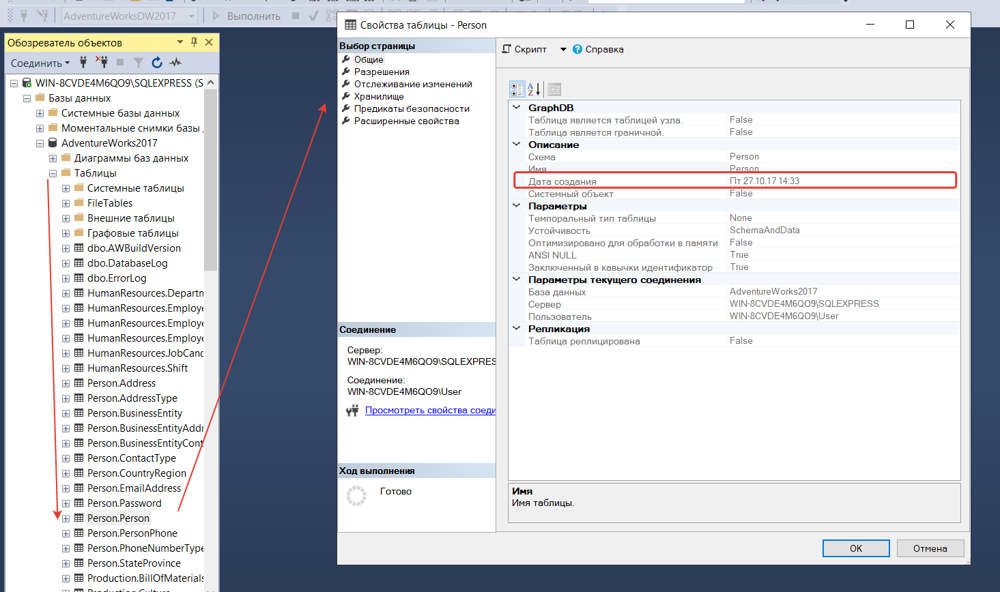 AdventureWorksDW2017
Выполнить
Обозреватель объектов
Соединить
WIN-8CVDE4M6QO9\SQLEXPRESS (S
Базы данных
Системные базы данных
Моментальные снимки базы
AdventureWorks2017
Диаграммы баз данных
Таблицы
Системные таблицы
FileTables
Внешние таблицы
Графовые таблицы
dbo.AWBuildVersion
dbo.DatabaseLog
dbo.ErrorLog
HumanResources.Departm
HumanResources.Employe
HumanResources.Employe
HumanResources.Employe
HumanResources.JobCand
HumanResources.Shift
Person.Address
Person.AddressType
Person.BusinessEntity
Person.BusinessEntityAddr
Person.BusinessEntityCont
Person.ContactType
Person.CountryRegion
Person.EmailAddress
Person.Password
Person.Person
Person.PersonPhone
Person.PhoneNumberType
Person.StateProvince
Production.BillOfMaterials
Свойства таблицы - Person
Выбор страницы
Общие
Разрешения
Отслеживание изменений
Хранилище
Предикаты безопасности
Расширенные свойства
Соединение
Сервер:
WIN-8CVDE4M6QO9\SQLEXPRES
Соединение:
WIN-8CVDE4M6QO9\User
Просмотреть свойства соеди
Ход выполнения
Готово
Скрипт Справка
GraphDB
Таблица является таблицей узла. False
Таблица является граничной. False
Описание
Схема Person
Имя Person
Дата создания Пт 27.10.17 14:33
Системный объект False
Параметры
Темпоральный тип таблицы None
Устойчивость SchemaAndData
Оптимизировано для обработки в памяти False
ANSI NULL True
Заключенный в кавычки идентификатор True
Параметры текущего соединения
База данных AdventureWorks2017
Сервер WIN-8CVDE4M6QO9\SQLEXPRESS
Пользователь WIN-8CVDE4M6QO9\User
Репликация
Таблица реплицирована False
Имя
Имя таблицы.
OK Отмена